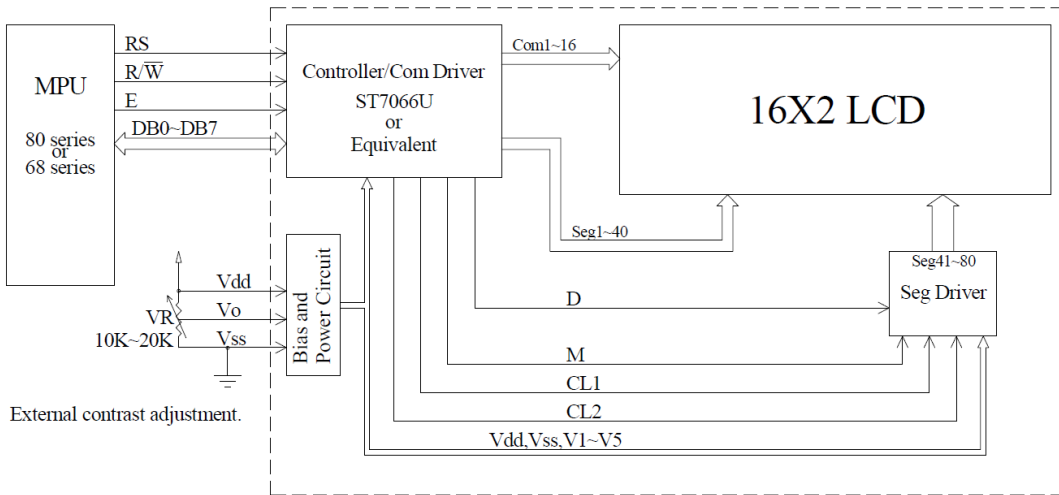 MPU
80 series
or
68 series
RS
R/W̅
E
DB0~DB7
Controller/Com Driver
ST7066U
or
Equivalent
Com1~16
16X2 LCD
Seg1~40
Seg41~80
Seg Driver
Vdd
Vo
Vss
VR
10K~20K
Bias and
Power Circuit
D
M
CL1
CL2
Vdd,Vss,V1~V5
External contrast adjustment.